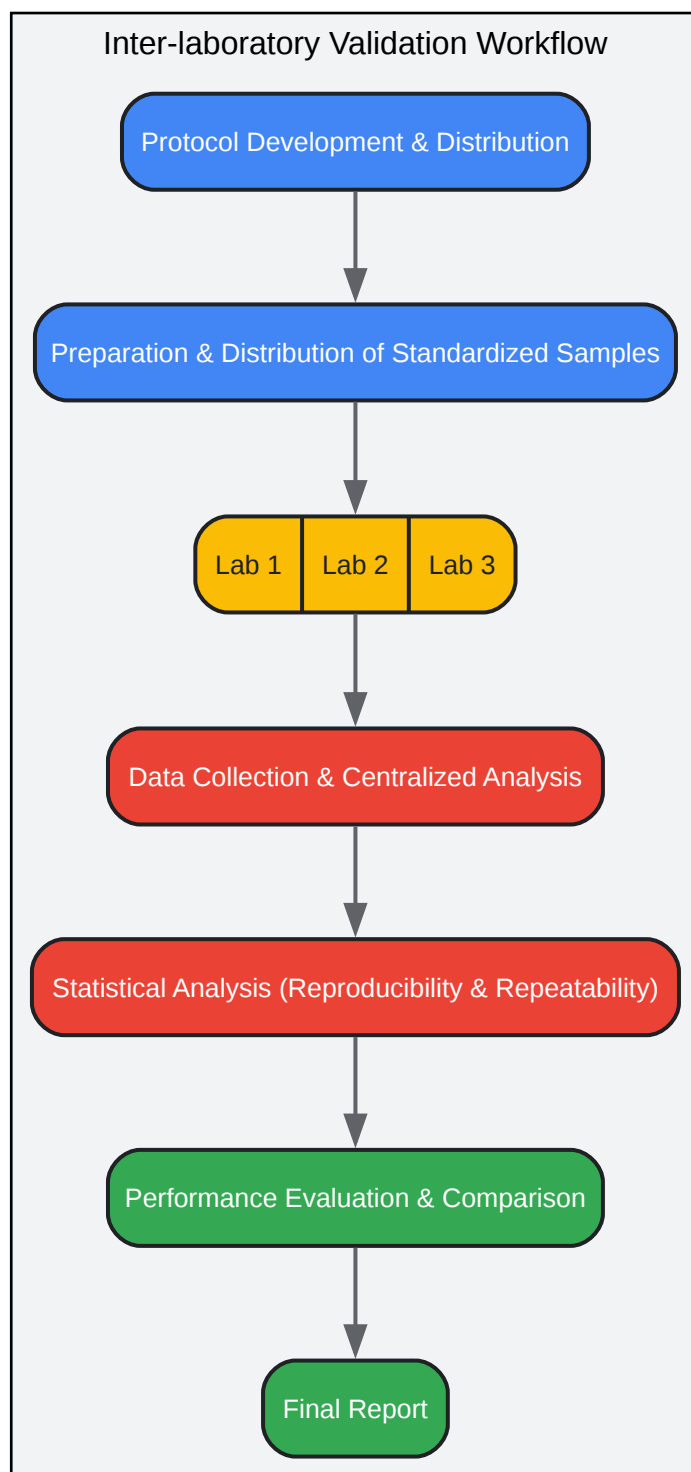 Inter-laboratory Validation Workflow
Protocol Development & Distribution
Preparation & Distribution of Standardized Samples
Lab 1 Lab 2 Lab 3
Data Collection & Centralized Analysis
Statistical Analysis (Reproducibility & Repeatability)
Performance Evaluation & Comparison
Final Report